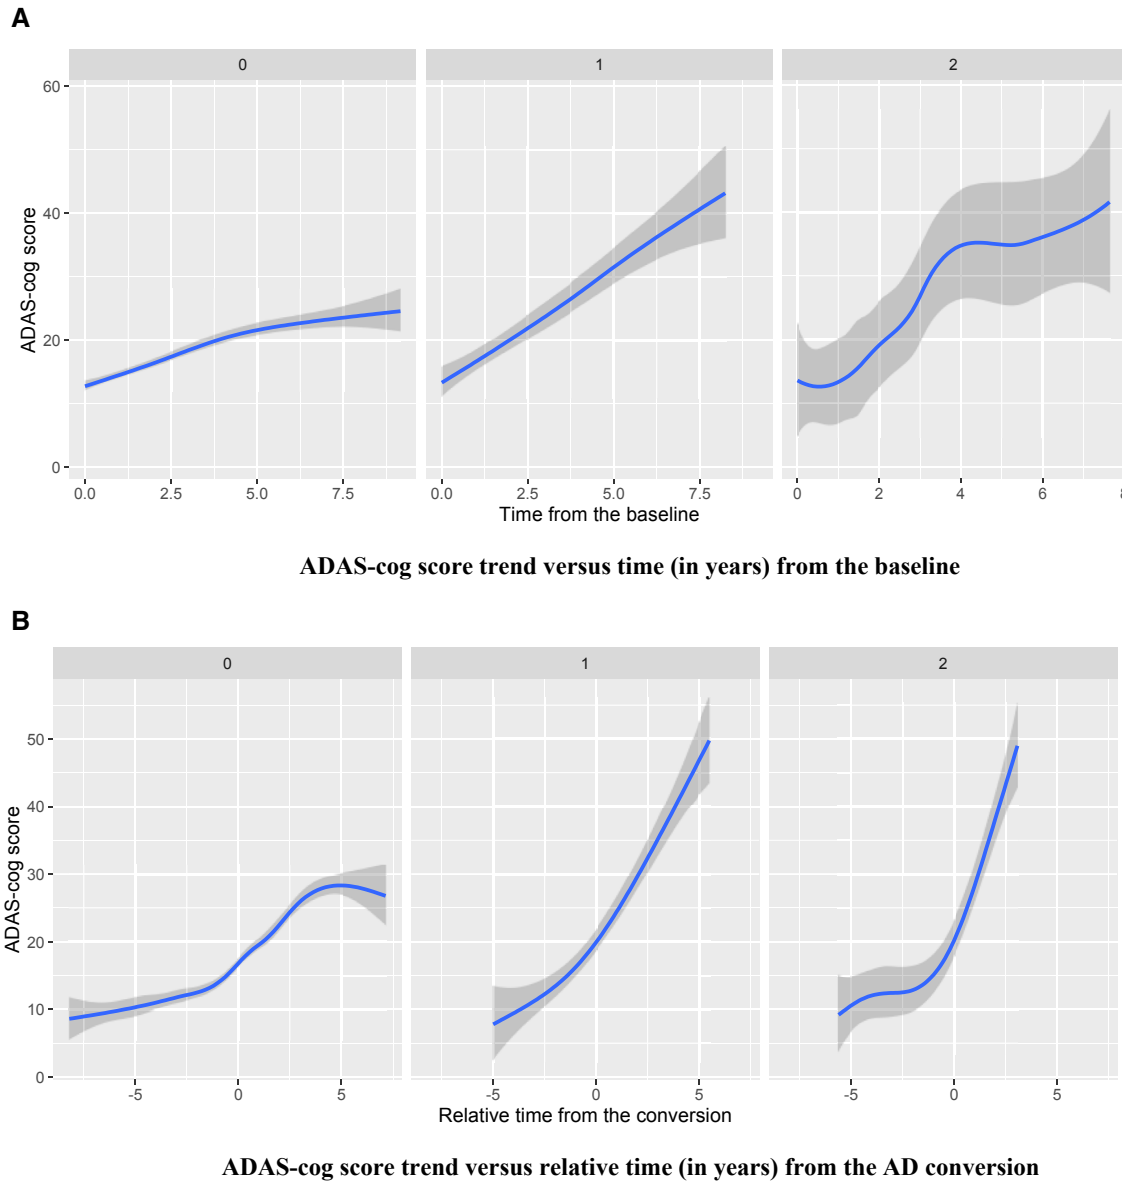 A
0 1 2
60
40
20
0
ADAS-cog score
0.0 2.5 5.0 7.5 0.0 2.5 5.0 7.5 0 2 4 6
Time from the baseline
ADAS-cog score trend versus time (in years) from the baseline
B
0 1 2
50
40
30
20
10
0
ADAS-cog score
-5 0 5 -5 0 5 -5 0 5
Relative time from the conversion
ADAS-cog score trend versus relative time (in years) from the AD conversion